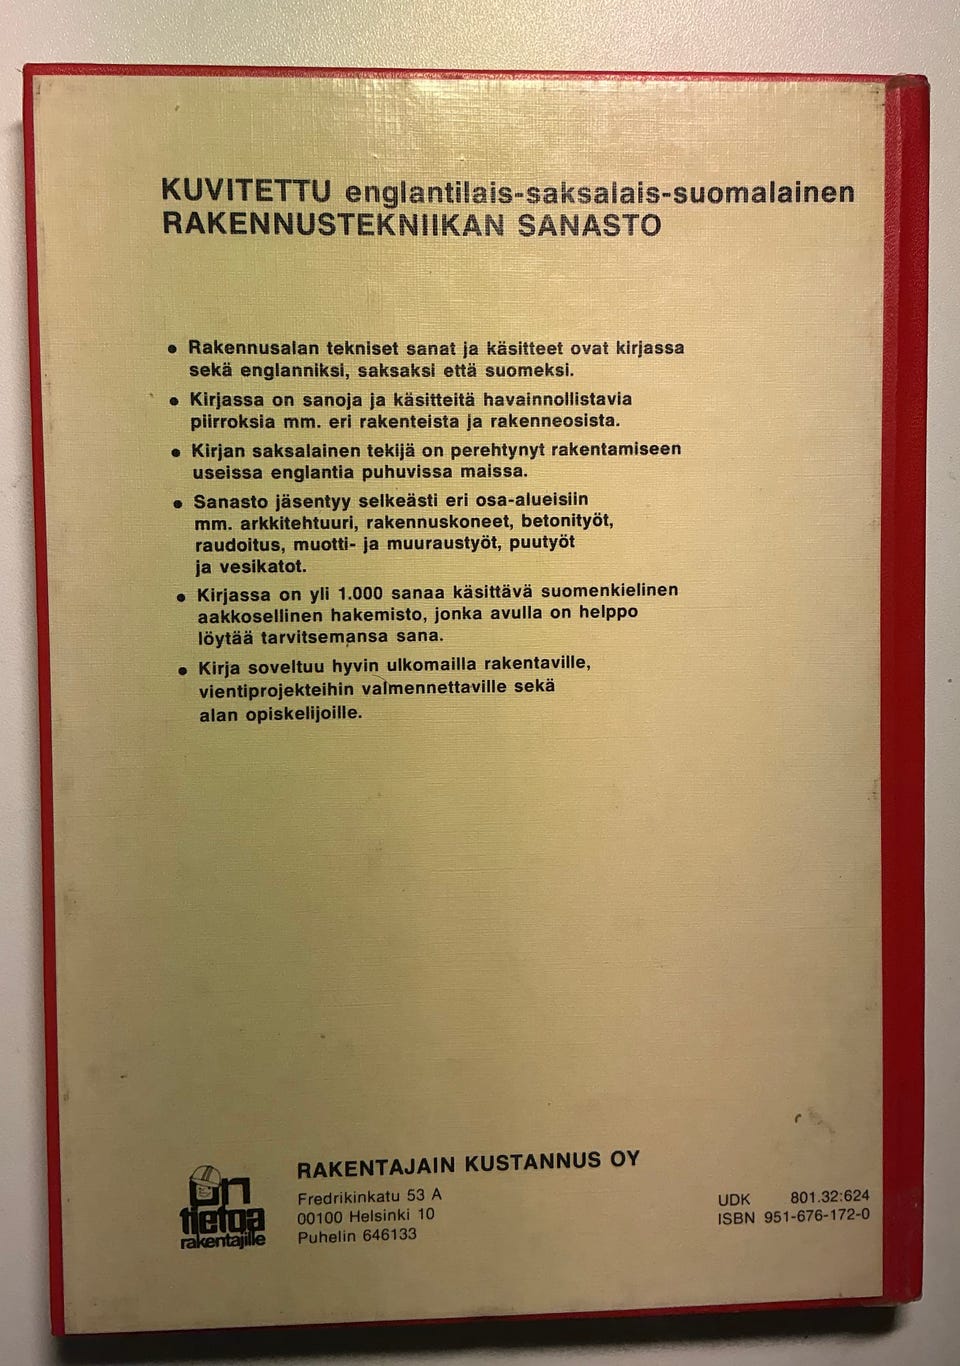 KUVITETTU englantilais-saksalais-suomalainen
RAKENNUSTEKNIIKAN SANASTO
● Rakennusalan tekniset sanat ja käsitteet ovat kirjassa
sekä englanniksi, saksaksi että suomeksi.
● Kirjassa on sanoja ja käsitteitä havainnollistavia
piirroksia mm. eri rakenteista ja rakenneosista.
● Kirjan saksalainen tekijä on perehtynyt rakentamiseen
useissa englantia puhuvissa maissa.
● Sanasto jäsentyy selkeästi eri osa-alueisiin
mm. arkkitehtuuri, rakennuskoneet, betonityöt,
raudoitus, muotti- ja muuraustyöt, puutyöt
ja vesikatot.
● Kirjassa on yli 1.000 sanaa käsittävä suomenkielinen
aakkosellinen hakemisto, jonka avulla on helppo
löytää tarvitsemansa sana.
● Kirja soveltuu hyvin ulkomailla rakentaville,
vientiprojekteihin valmennettaville sekä
alan opiskelijoille.
on
tietoa
rakentajille
RAKENTAJAIN KUSTANNUS OY
Fredrikinkatu 53 A
00100 Helsinki 10
Puhelin 646133
UDK 801.32:624
ISBN 951-676-172-0